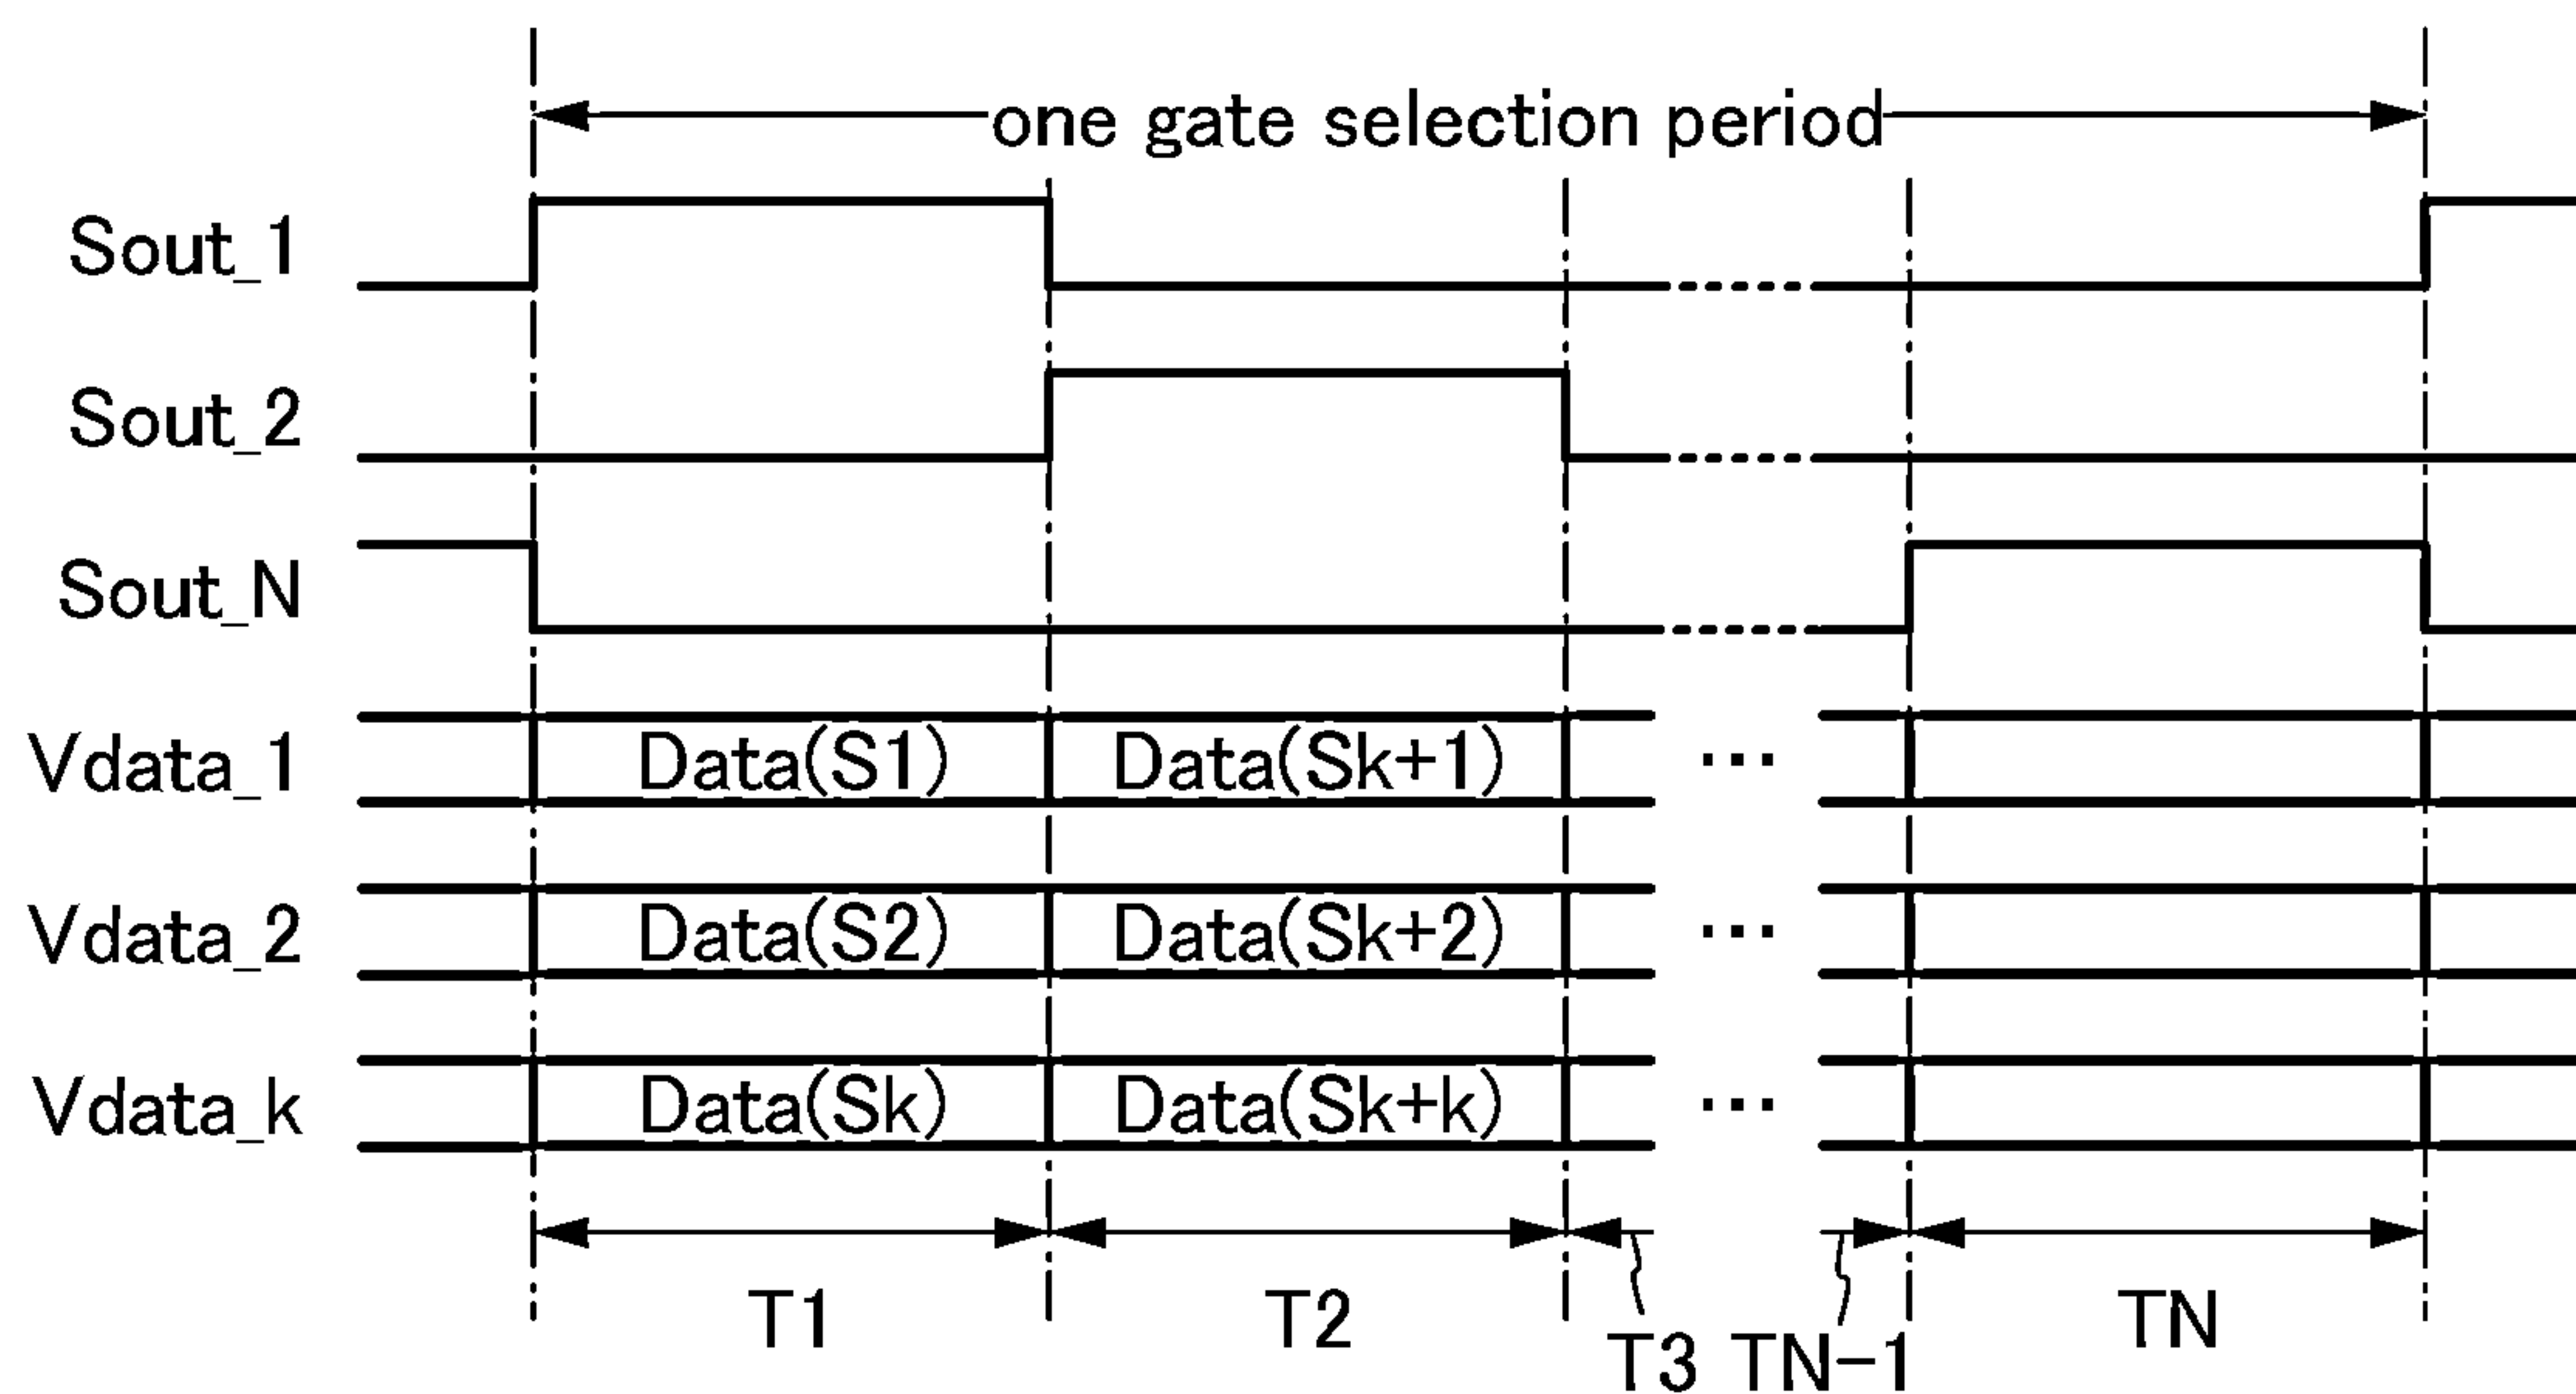 one gate selection period
Sout_1
Sout_2
Sout_N
Vdata_1 Data(S1) Data(Sk+1) ...
Vdata_2 Data(S2) Data(Sk+2) ...
Vdata_k Data(Sk) Data(Sk+k) ...
T1 T2 T3 TN-1 TN